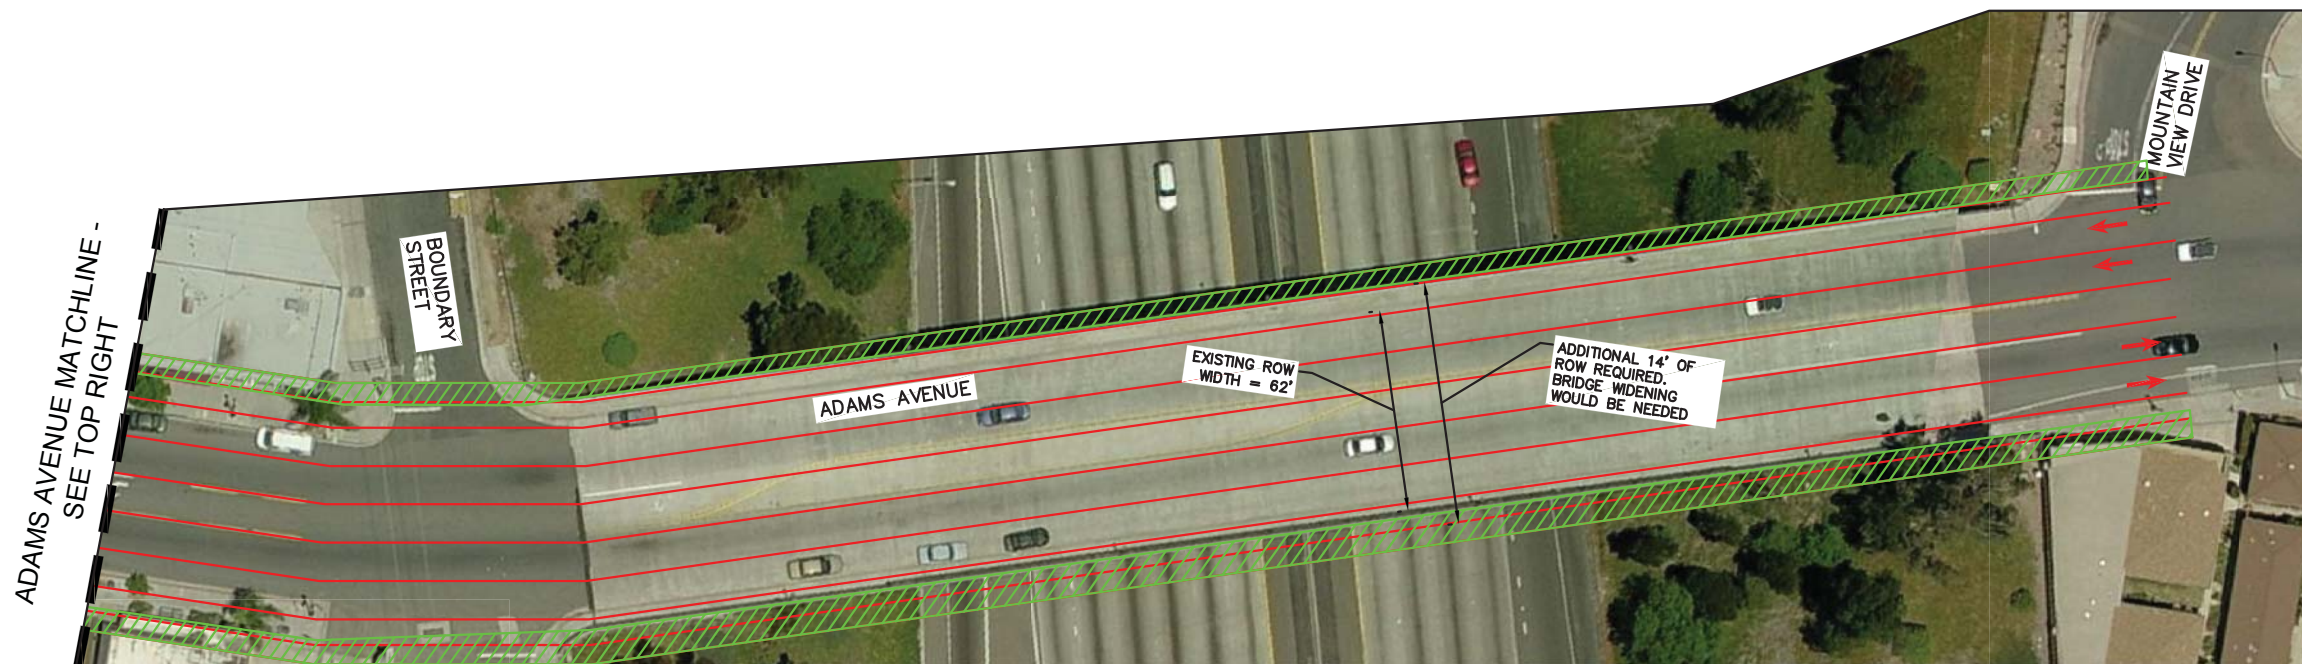 ADAMS AVENUE MATCHLINE -
SEE TOP RIGHT
BOUNDARY
STREET
ADAMS AVENUE
EXISTING ROW
WIDTH = 62'
ADDITIONAL 14' OF
ROW REQUIRED.
BRIDGE WIDENING
WOULD BE NEEDED
MOUNTAIN
VIEW DRIVE